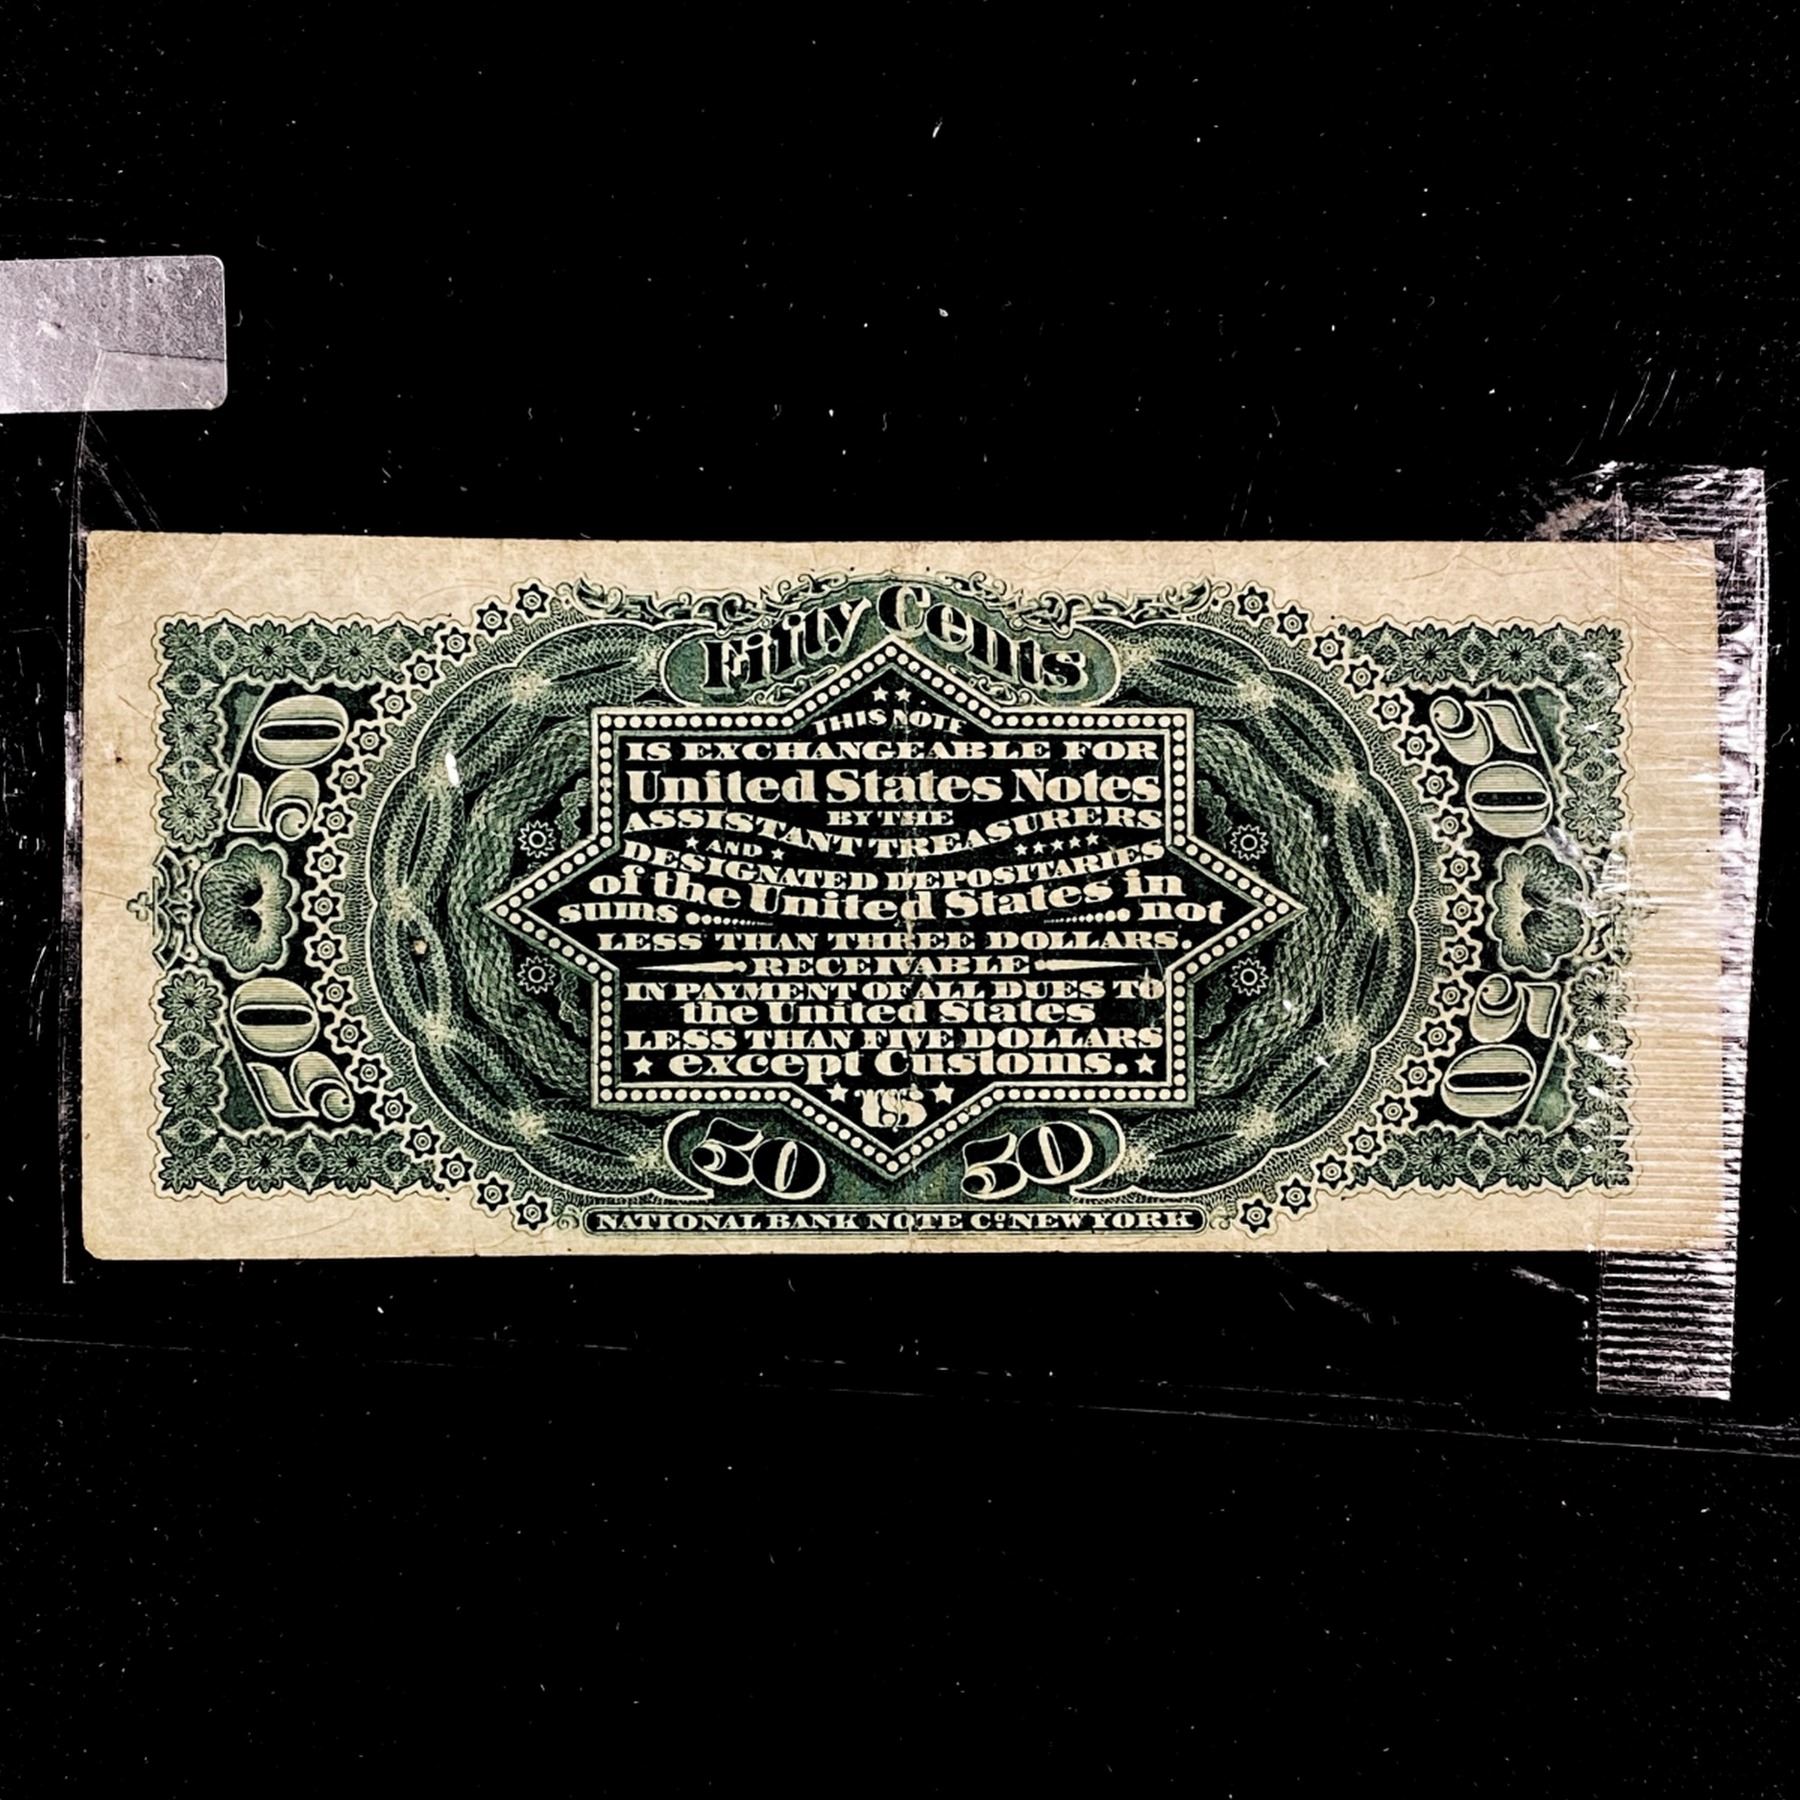 Fifty Cents
THIS NOTE
IS EXCHANGEABLE FOR
United States Notes
BY THE
ASSISTANT TREASURERS
AND
DESIGNATED DEPOSITARIES
of the United States in
sums not
LESS THAN THREE DOLLARS.
RECEIVABLE
IN PAYMENT OF ALL DUES TO
the United States
LESS THAN FIVE DOLLARS
except Customs.
US
50 50
50 50
50 50
NATIONAL BANK NOTE Co NEW YORK